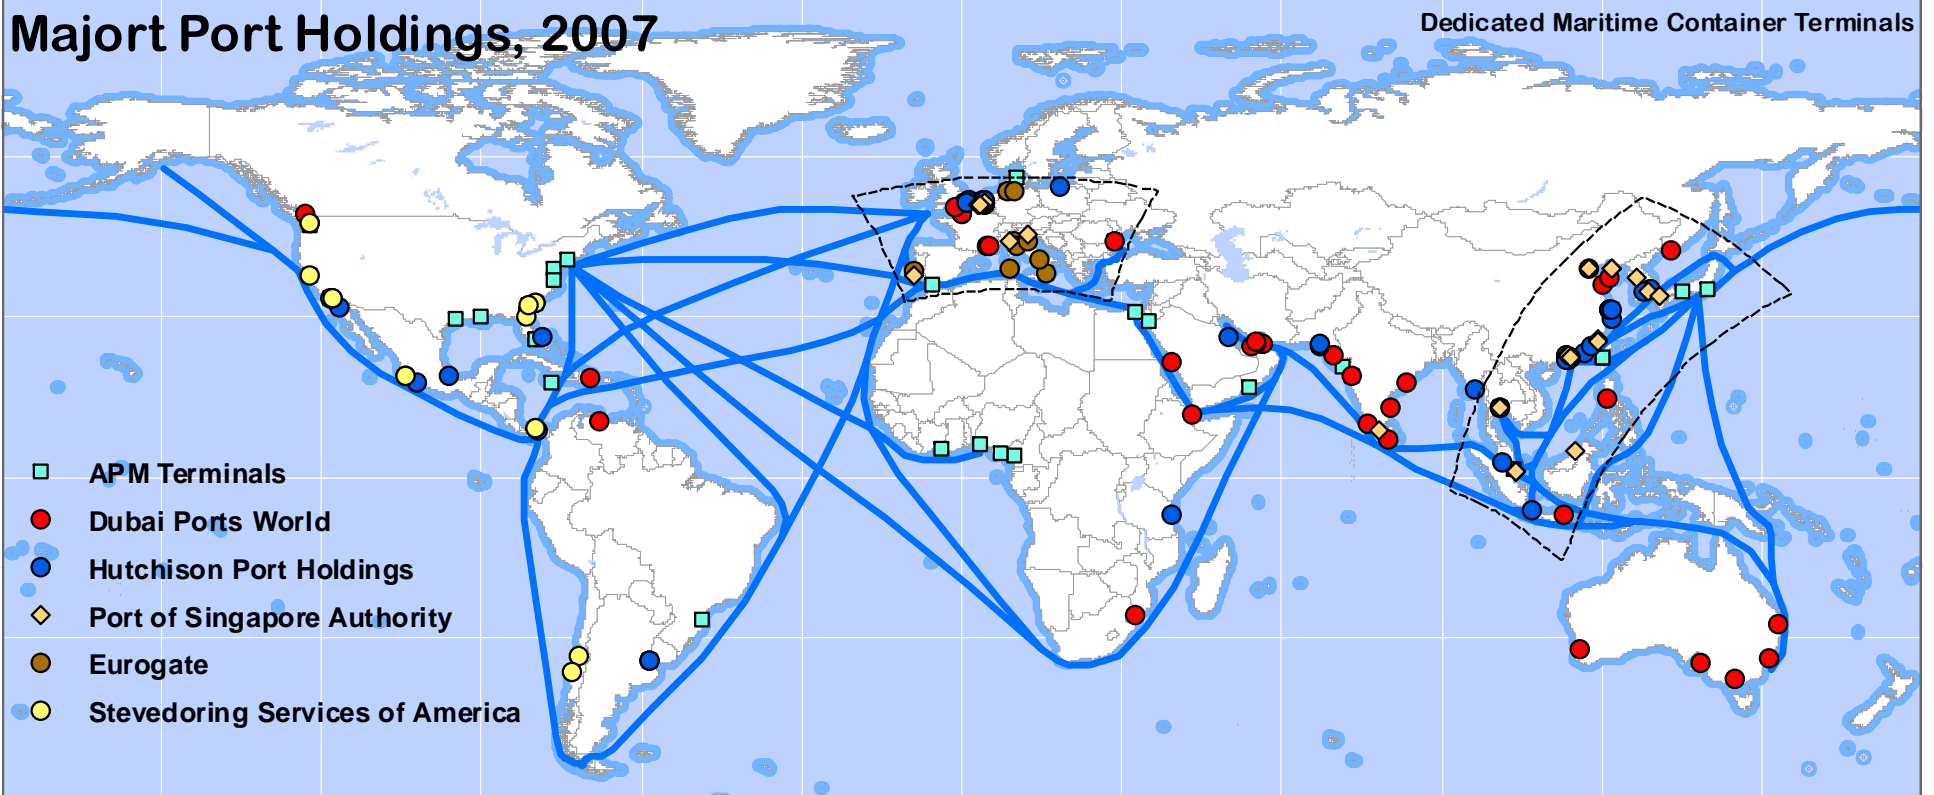 Majort Port Holdings, 2007
Dedicated Maritime Container Terminals
APM Terminals
Dubai Ports World
Hutchison Port Holdings
Port of Singapore Authority
Eurogate
Stevedoring Services of America